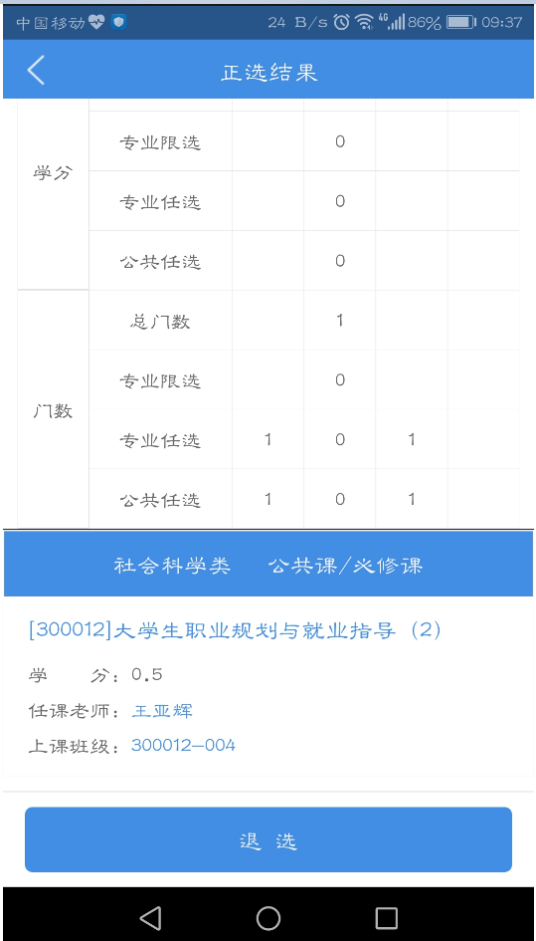 中国移动 24 B/s 4G 86% 09:37
正选结果
学分
专业限选 0
专业任选 0
公共任选 0
门数
总门数 1
专业限选 0
专业任选 1 0 1
公共任选 1 0 1
社会科学类 公共课/必修课
[300012]大学生职业规划与就业指导（2）
学 分：0.5
任课老师：王亚辉
上课班级：300012-004
退 选